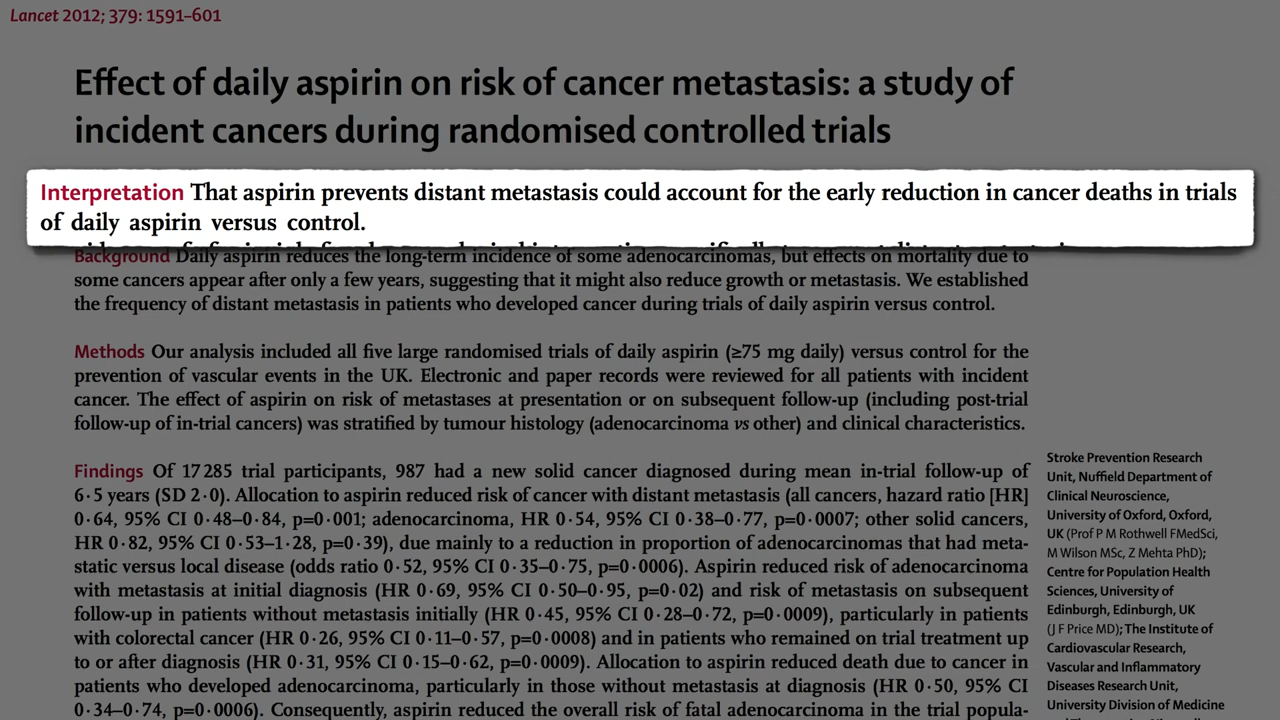 Lancet 2012; 379: 1591–601
Effect of daily aspirin on risk of cancer metastasis: a study of
incident cancers during randomised controlled trials
Interpretation That aspirin prevents distant metastasis could account for the early reduction in cancer deaths in trials
of daily aspirin versus control.
Background Daily aspirin reduces the long-term incidence of some adenocarcinomas, but effects on mortality due to
some cancers appear after only a few years, suggesting that it might also reduce growth or metastasis. We established
the frequency of distant metastasis in patients who developed cancer during trials of daily aspirin versus control.
Methods Our analysis included all five large randomised trials of daily aspirin (≥75 mg daily) versus control for the
prevention of vascular events in the UK. Electronic and paper records were reviewed for all patients with incident
cancer. The effect of aspirin on risk of metastases at presentation or on subsequent follow-up (including post-trial
follow-up of in-trial cancers) was stratified by tumour histology (adenocarcinoma vs other) and clinical characteristics.
Findings Of 17 285 trial participants, 987 had a new solid cancer diagnosed during mean in-trial follow-up of
6·5 years (SD 2·0). Allocation to aspirin reduced risk of cancer with distant metastasis (all cancers, hazard ratio [HR]
0·64, 95% CI 0·48–0·84, p=0·001; adenocarcinoma, HR 0·54, 95% CI 0·38–0·77, p=0·0007; other solid cancers,
HR 0·82, 95% CI 0·53–1·28, p=0·39), due mainly to a reduction in proportion of adenocarcinomas that had meta-
static versus local disease (odds ratio 0·52, 95% CI 0·35–0·75, p=0·0006). Aspirin reduced risk of adenocarcinoma
with metastasis at initial diagnosis (HR 0·69, 95% CI 0·50–0·95, p=0·02) and risk of metastasis on subsequent
follow-up in patients without metastasis initially (HR 0·45, 95% CI 0·28–0·72, p=0·0009), particularly in patients
with colorectal cancer (HR 0·26, 95% CI 0·11–0·57, p=0·0008) and in patients who remained on trial treatment up
to or after diagnosis (HR 0·31, 95% CI 0·15–0·62, p=0·0009). Allocation to aspirin reduced death due to cancer in
patients who developed adenocarcinoma, particularly in those without metastasis at diagnosis (HR 0·50, 95% CI
0·34–0·74, p=0·0006). Consequently, aspirin reduced the overall risk of fatal adenocarcinoma in the trial popula-
Stroke Prevention Research
Unit, Nuffield Department of
Clinical Neuroscience,
University of Oxford, Oxford,
UK (Prof P M Rothwell FMedSci,
M Wilson MSc, Z Mehta PhD);
Centre for Population Health
Sciences, University of
Edinburgh, Edinburgh, UK
(J F Price MD); The Institute of
Cardiovascular Research,
Vascular and Inflammatory
Diseases Research Unit,
University Division of Medicine